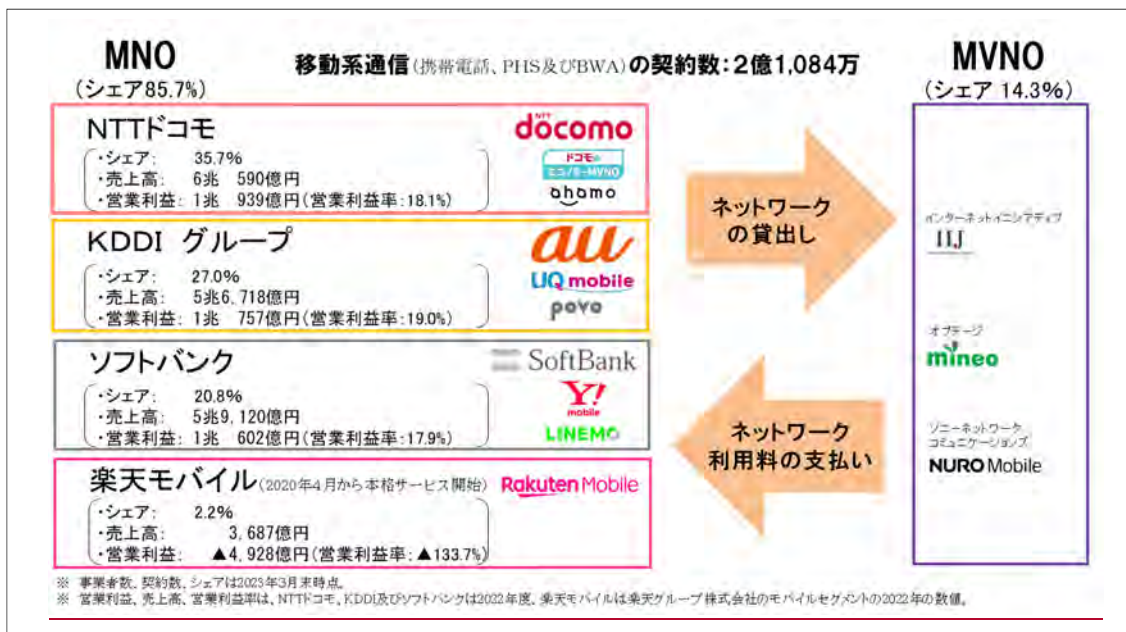 MNO
(シェア85.7%)
移動系通信(携帯電話、PHS及びBWA)の契約数:2億1,084万
MVNO
(シェア 14.3%)
NTTドコモ
・シェア: 35.7%
・売上高: 6兆 590億円
・営業利益: 1兆 939億円(営業利益率:18.1%)
NTT
döcomo
ドコモの
エコノミーMVNO
ahamo
KDDI グループ
・シェア: 27.0%
・売上高: 5兆6,718億円
・営業利益: 1兆 757億円(営業利益率:19.0%)
au
UQ mobile
povo
ソフトバンク
・シェア: 20.8%
・売上高: 5兆9,120億円
・営業利益: 1兆 602億円(営業利益率:17.9%)
SoftBank
Y!
mobile
LINEMO
楽天モバイル(2020年4月から本格サービス開始)
・シェア: 2.2%
・売上高: 3,687億円
・営業利益: ▲4,928億円(営業利益率:▲133.7%)
Rakuten Mobile
ネットワーク
の貸出し
ネットワーク
利用料の支払い
インターネットイニシアティブ
IIJ
オプテージ
mineo
ソニーネットワーク
コミュニケーションズ
NURO Mobile
※ 事業者数、契約数、シェアは2023年3月末時点。
※ 営業利益、売上高、営業利益率は、NTTドコモ、KDDI及びソフトバンクは2022年度、楽天モバイルは楽天グループ株式会社のモバイルセグメントの2022年の数値。